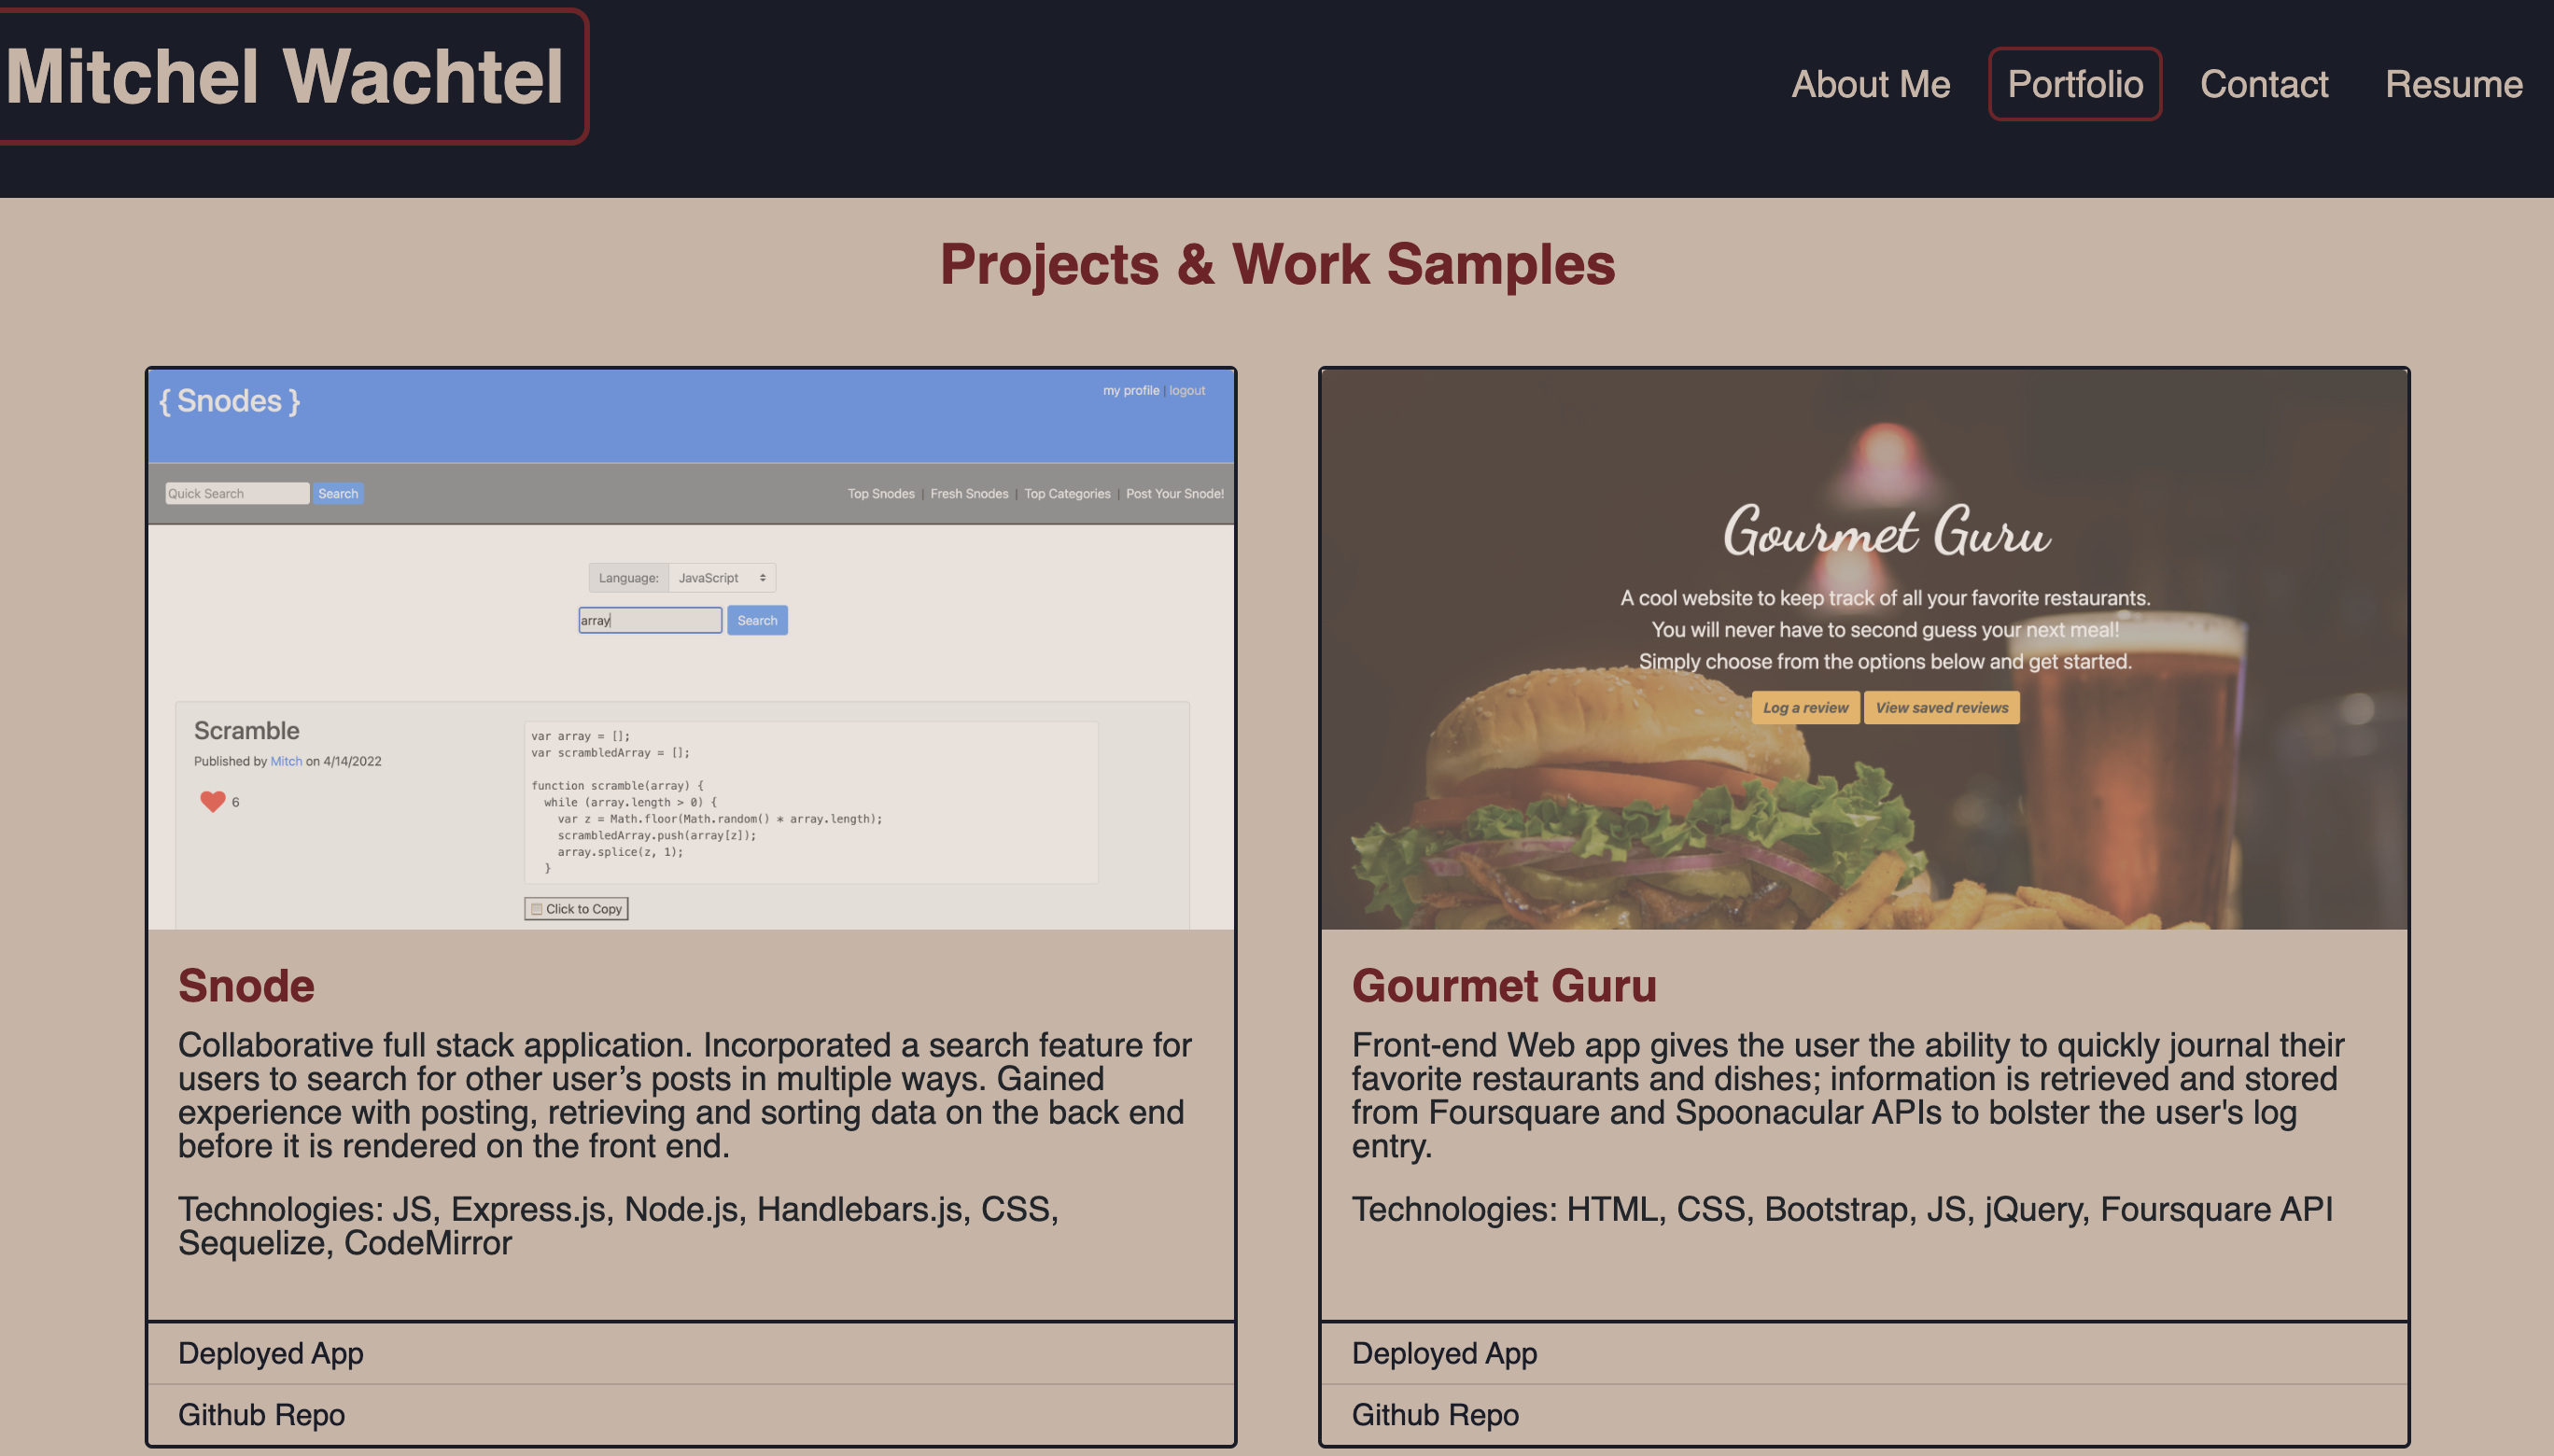 Mitchel Wachtel
About Me Portfolio Contact Resume
Projects & Work Samples
{ Snodes }
my profile | logout
Quick Search Search
Top Snodes | Fresh Snodes | Top Categories | Post Your Snode!
Language: JavaScript
array Search
Scramble
Published by Mitch on 4/14/2022
6
var array = [];
var scrambledArray = [];
function scramble(array) {
while (array.length > 0) {
var z = Math.floor(Math.random() * array.length);
scrambledArray.push(array[z]);
array.splice(z, 1);
}
Click to Copy
Snode
Collaborative full stack application. Incorporated a search feature for
users to search for other user’s posts in multiple ways. Gained
experience with posting, retrieving and sorting data on the back end
before it is rendered on the front end.
Technologies: JS, Express.js, Node.js, Handlebars.js, CSS,
Sequelize, CodeMirror
Deployed App
Github Repo
Gourmet Guru
A cool website to keep track of all your favorite restaurants.
You will never have to second guess your next meal!
Simply choose from the options below and get started.
Log a review View saved reviews
Gourmet Guru
Front-end Web app gives the user the ability to quickly journal their
favorite restaurants and dishes; information is retrieved and stored
from Foursquare and Spoonacular APIs to bolster the user's log
entry.
Technologies: HTML, CSS, Bootstrap, JS, jQuery, Foursquare API
Deployed App
Github Repo